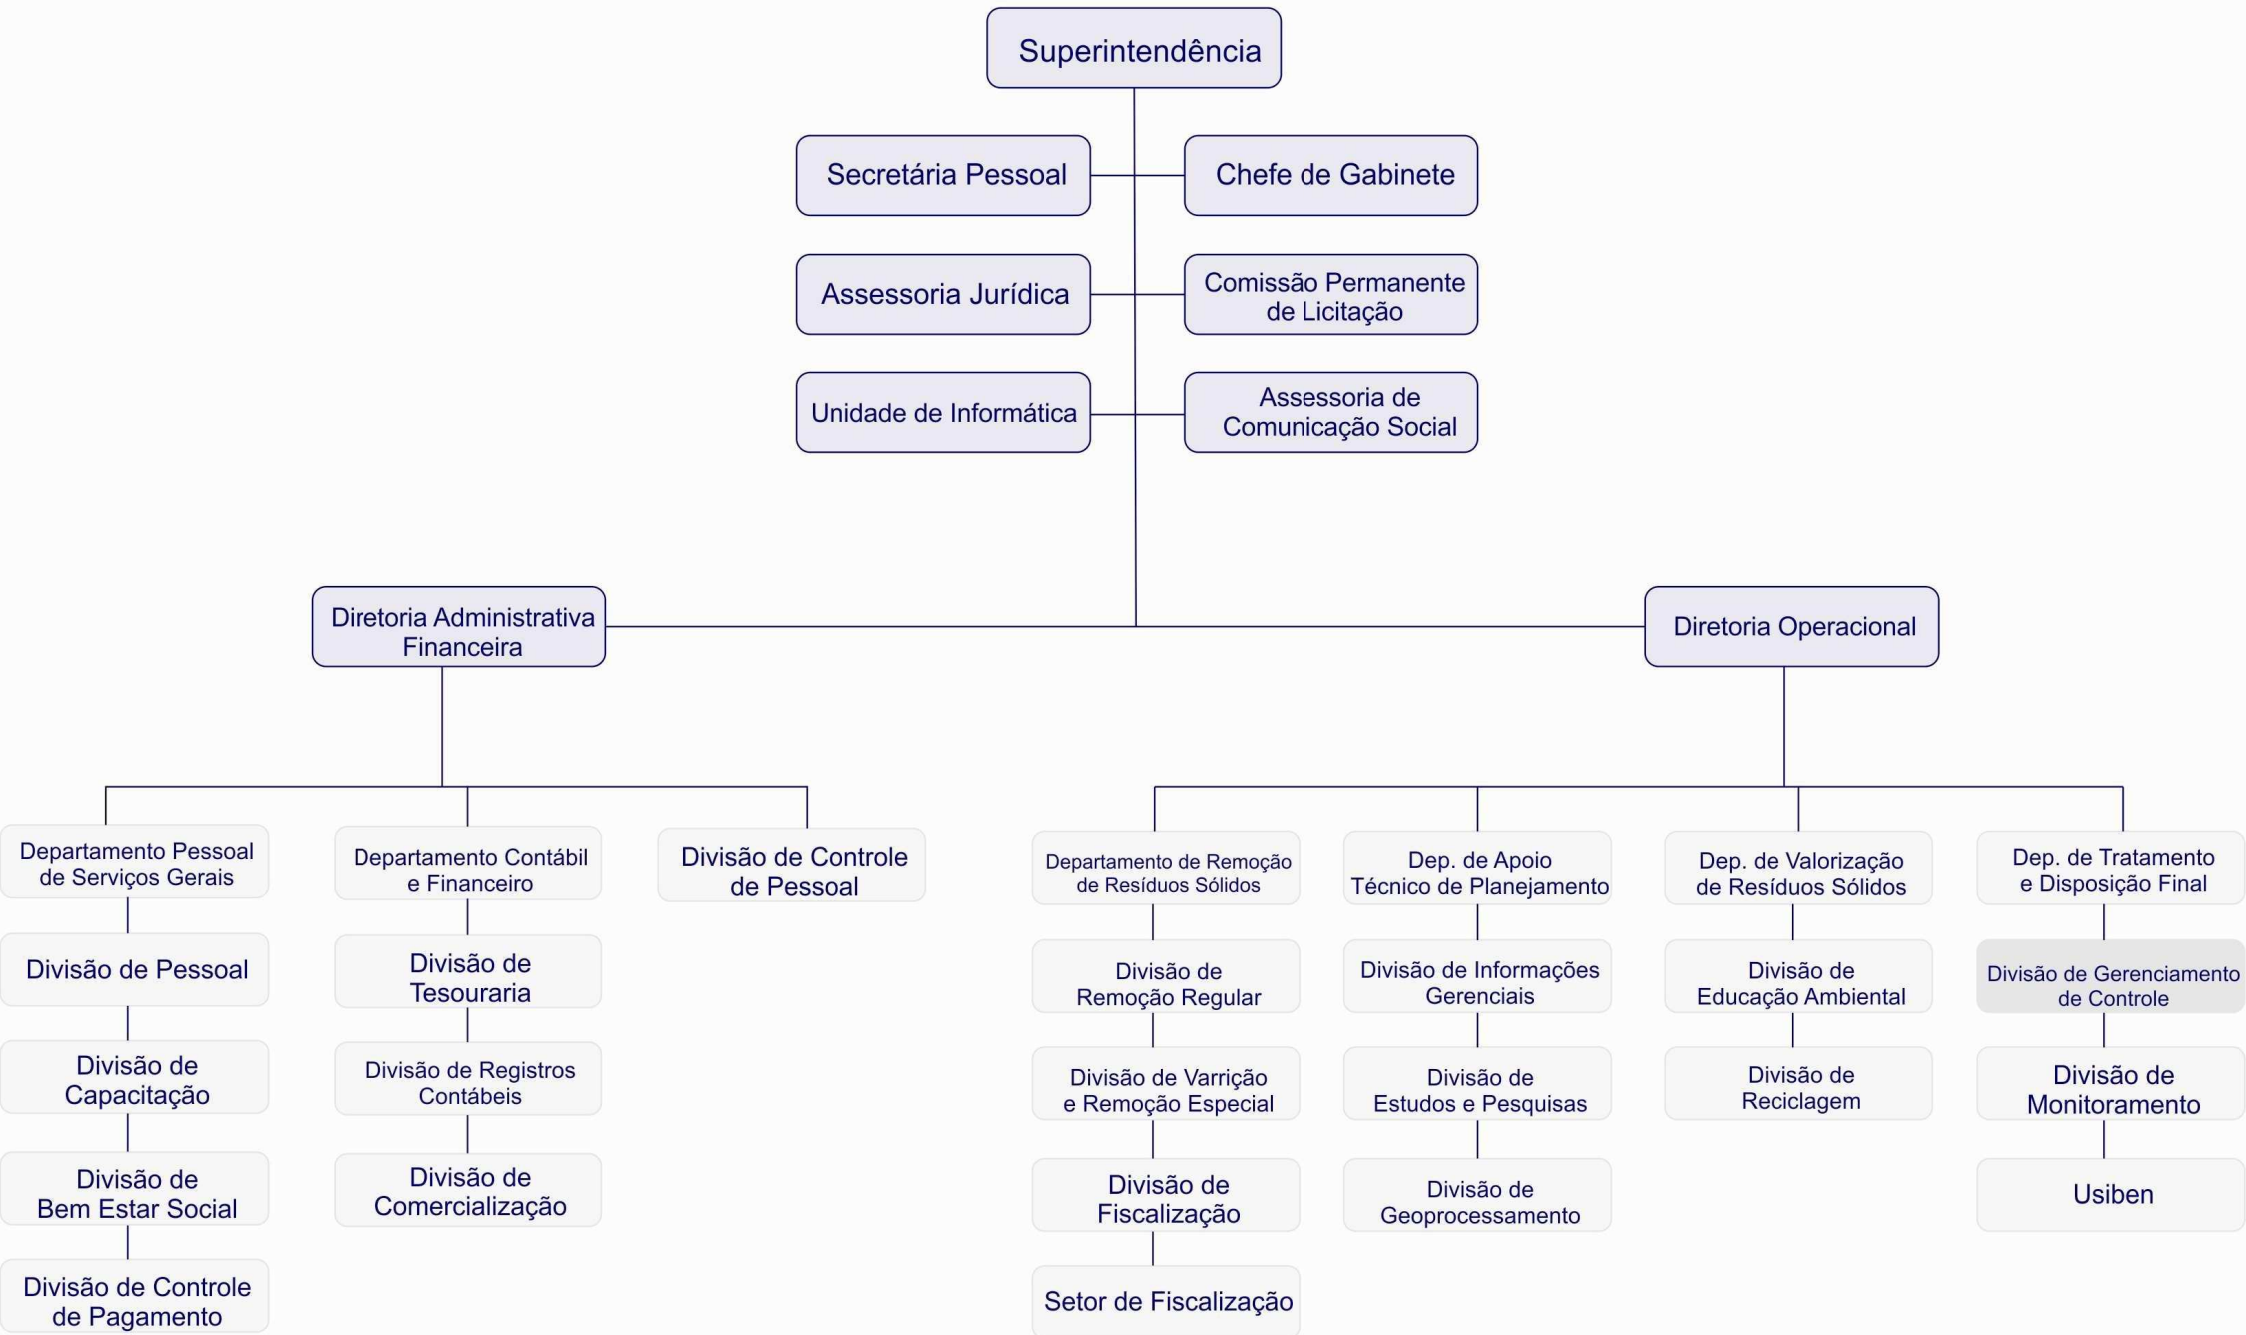 Superintendência
Secretária Pessoal
Chefe de Gabinete
Assessoria Jurídica
Comissão Permanente
de Licitação
Unidade de Informática
Assessoria de
Comunicação Social
Diretoria Administrativa
Financeira
Diretoria Operacional
Departamento Pessoal
de Serviços Gerais
Divisão de Pessoal
Divisão de
Capacitação
Divisão de
Bem Estar Social
Divisão de Controle
de Pagamento
Departamento Contábil
e Financeiro
Divisão de
Tesouraria
Divisão de Registros
Contábeis
Divisão de
Comercialização
Divisão de Controle
de Pessoal
Departamento de Remoção
de Resíduos Sólidos
Divisão de
Remoção Regular
Divisão de Varrição
e Remoção Especial
Divisão de
Fiscalização
Setor de Fiscalização
Dep. de Apoio
Técnico de Planejamento
Divisão de Informações
Gerenciais
Divisão de
Estudos e Pesquisas
Divisão de
Geoprocessamento
Dep. de Valorização
de Resíduos Sólidos
Divisão de
Educação Ambiental
Divisão de
Reciclagem
Dep. de Tratamento
e Disposição Final
Divisão de Gerenciamento
de Controle
Divisão de
Monitoramento
Usiben